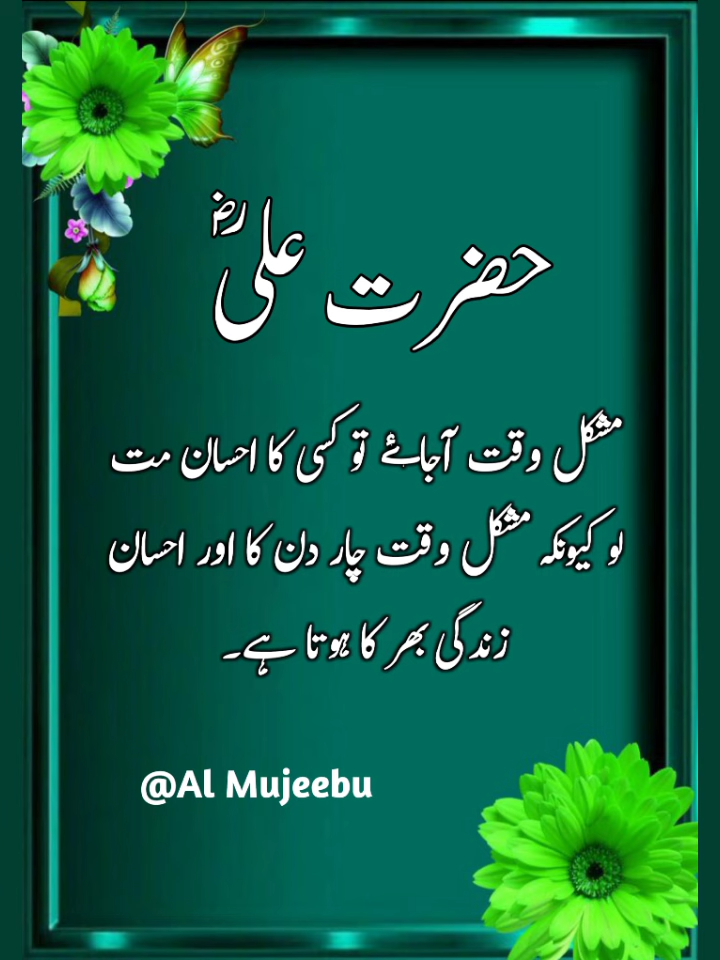 حضرت علیؓ
مشکل وقت آجائے تو کسی کا احسان مت
لو کیونکہ مشکل وقت چار دن کا اور احسان
زندگی بھر کا ہوتا ہے۔
@Al Mujeebu